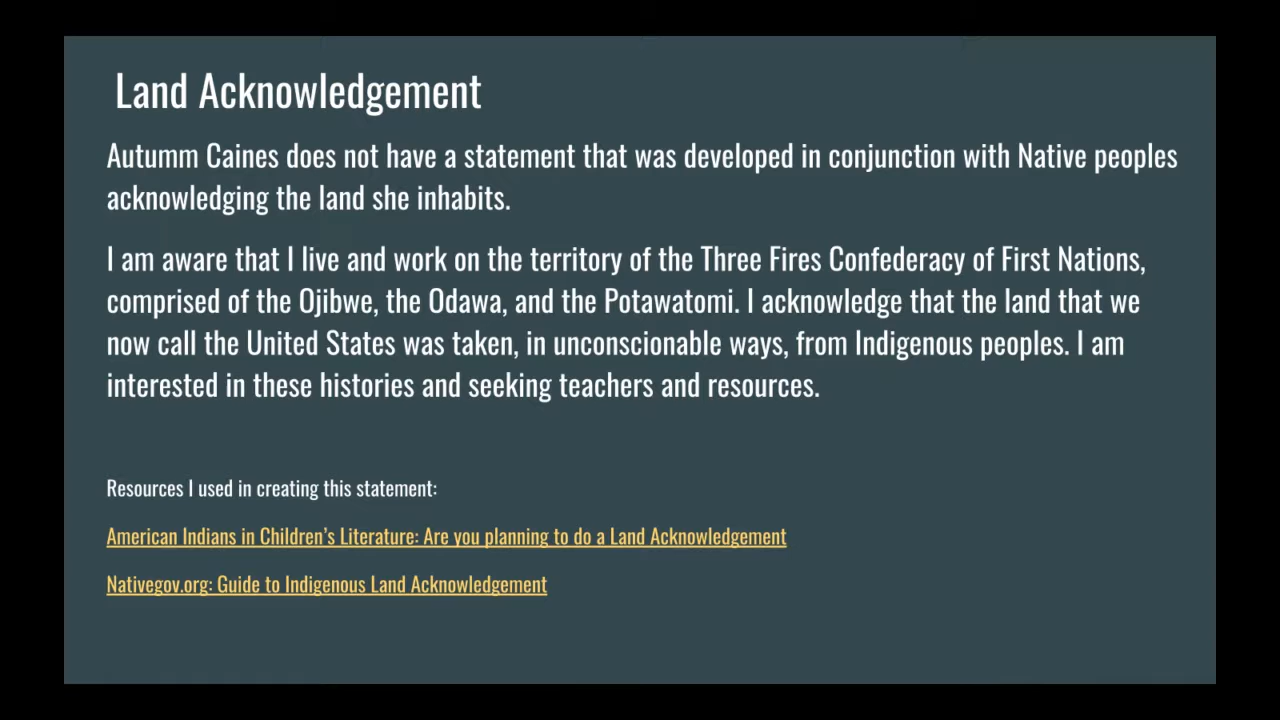 Land Acknowledgement
Autumm Caines does not have a statement that was developed in conjunction with Native peoples
acknowledging the land she inhabits.
I am aware that I live and work on the territory of the Three Fires Confederacy of First Nations,
comprised of the Ojibwe, the Odawa, and the Potawatomi. I acknowledge that the land that we
now call the United States was taken, in unconscionable ways, from Indigenous peoples. I am
interested in these histories and seeking teachers and resources.
Resources I used in creating this statement:
American Indians in Children’s Literature: Are you planning to do a Land Acknowledgement
Nativegov.org: Guide to Indigenous Land Acknowledgement